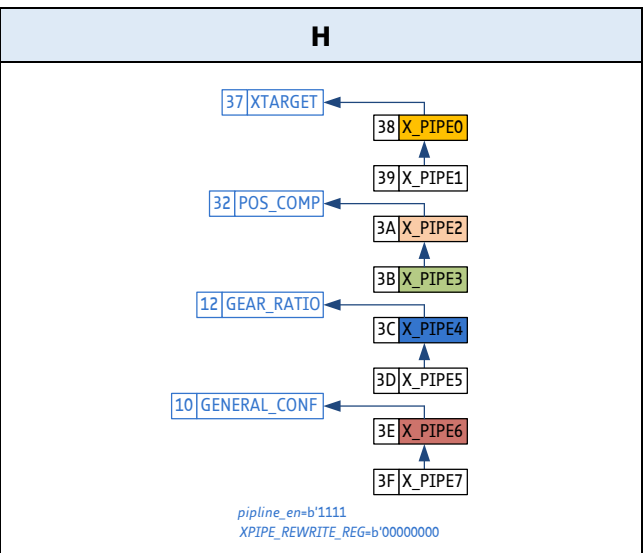 H
37 XTARGET
38 X_PIPE0
39 X_PIPE1
32 POS_COMP
3A X_PIPE2
3B X_PIPE3
12 GEAR_RATIO
3C X_PIPE4
3D X_PIPE5
10 GENERAL_CONF
3E X_PIPE6
3F X_PIPE7
pipline_en=b'1111
XPIPE_REWRITE_REG=b'00000000